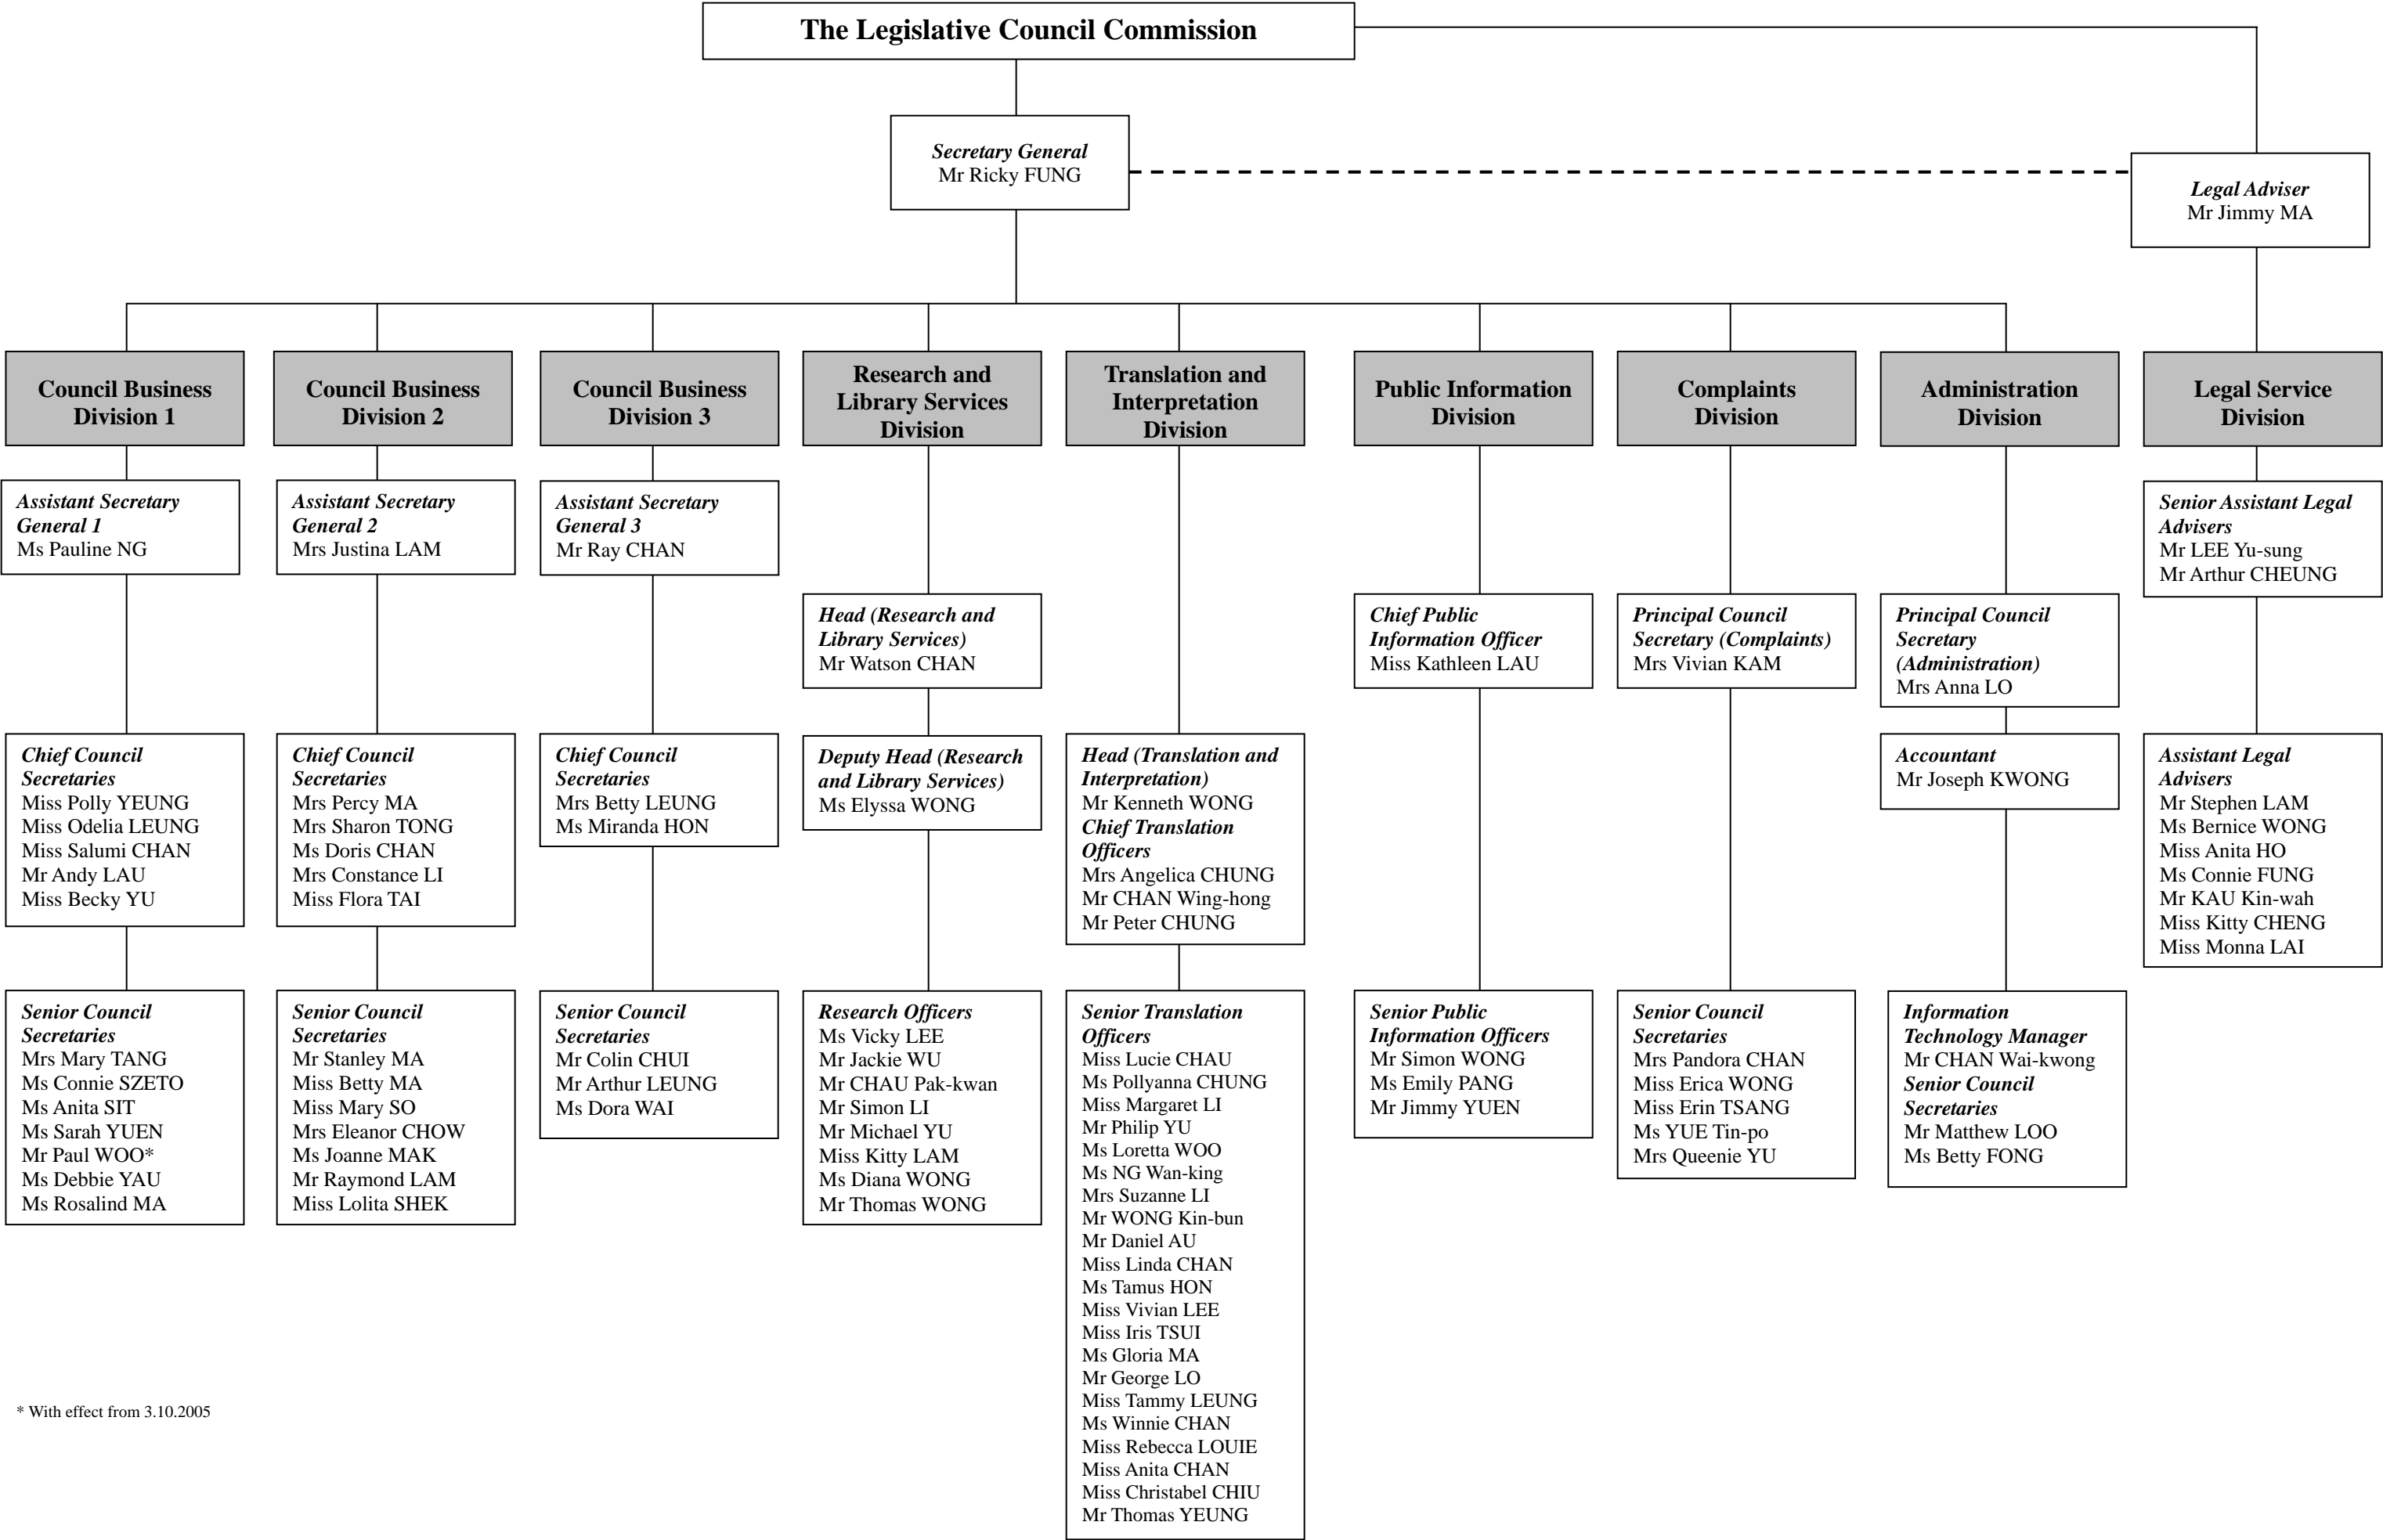 The Legislative Council Commission
Secretary General
Mr Ricky FUNG
Legal Adviser
Mr Jimmy MA
Council Business
Division 1
Council Business
Division 2
Council Business
Division 3
Research and
Library Services
Division
Translation and
Interpretation
Division
Public Information
Division
Complaints
Division
Administration
Division
Legal Service
Division
Assistant Secretary
General 1
Ms Pauline NG
Assistant Secretary
General 2
Mrs Justina LAM
Assistant Secretary
General 3
Mr Ray CHAN
Senior Assistant Legal
Advisers
Mr LEE Yu-sung
Mr Arthur CHEUNG
Head (Research and
Library Services)
Mr Watson CHAN
Chief Public
Information Officer
Miss Kathleen LAU
Principal Council
Secretary (Complaints)
Mrs Vivian KAM
Principal Council
Secretary
(Administration)
Mrs Anna LO
Chief Council
Secretaries
Miss Polly YEUNG
Miss Odelia LEUNG
Miss Salumi CHAN
Mr Andy LAU
Miss Becky YU
Chief Council
Secretaries
Mrs Percy MA
Mrs Sharon TONG
Ms Doris CHAN
Mrs Constance LI
Miss Flora TAI
Chief Council
Secretaries
Mrs Betty LEUNG
Ms Miranda HON
Deputy Head (Research
and Library Services)
Ms Elyssa WONG
Head (Translation and
Interpretation)
Mr Kenneth WONG
Chief Translation
Officers
Mrs Angelica CHUNG
Mr CHAN Wing-hong
Mr Peter CHUNG
Accountant
Mr Joseph KWONG
Assistant Legal
Advisers
Mr Stephen LAM
Ms Bernice WONG
Miss Anita HO
Ms Connie FUNG
Mr KAU Kin-wah
Miss Kitty CHENG
Miss Monna LAI
Senior Council
Secretaries
Mrs Mary TANG
Ms Connie SZETO
Ms Anita SIT
Ms Sarah YUEN
Mr Paul WOO*
Ms Debbie YAU
Ms Rosalind MA
Senior Council
Secretaries
Mr Stanley MA
Miss Betty MA
Miss Mary SO
Mrs Eleanor CHOW
Ms Joanne MAK
Mr Raymond LAM
Miss Lolita SHEK
Senior Council
Secretaries
Mr Colin CHUI
Mr Arthur LEUNG
Ms Dora WAI
Research Officers
Ms Vicky LEE
Mr Jackie WU
Mr CHAU Pak-kwan
Mr Simon LI
Mr Michael YU
Miss Kitty LAM
Ms Diana WONG
Mr Thomas WONG
Senior Translation
Officers
Miss Lucie CHAU
Ms Pollyanna CHUNG
Miss Margaret LI
Mr Philip YU
Ms Loretta WOO
Ms NG Wan-king
Mrs Suzanne LI
Mr WONG Kin-bun
Mr Daniel AU
Miss Linda CHAN
Ms Tamus HON
Miss Vivian LEE
Miss Iris TSUI
Ms Gloria MA
Mr George LO
Miss Tammy LEUNG
Ms Winnie CHAN
Miss Rebecca LOUIE
Miss Anita CHAN
Miss Christabel CHIU
Mr Thomas YEUNG
Senior Public
Information Officers
Mr Simon WONG
Ms Emily PANG
Mr Jimmy YUEN
Senior Council
Secretaries
Mrs Pandora CHAN
Miss Erica WONG
Miss Erin TSANG
Ms YUE Tin-po
Mrs Queenie YU
Information
Technology Manager
Mr CHAN Wai-kwong
Senior Council
Secretaries
Mr Matthew LOO
Ms Betty FONG
* With effect from 3.10.2005